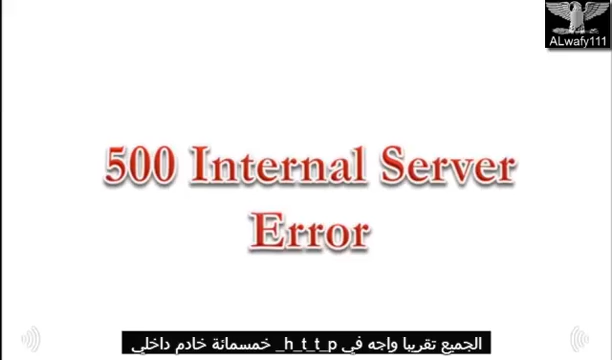 ALwafy111
500 Internal Server
Error
الجميع تقريبا واجه في h_t_t_p_ خمسمائة خادم داخلي